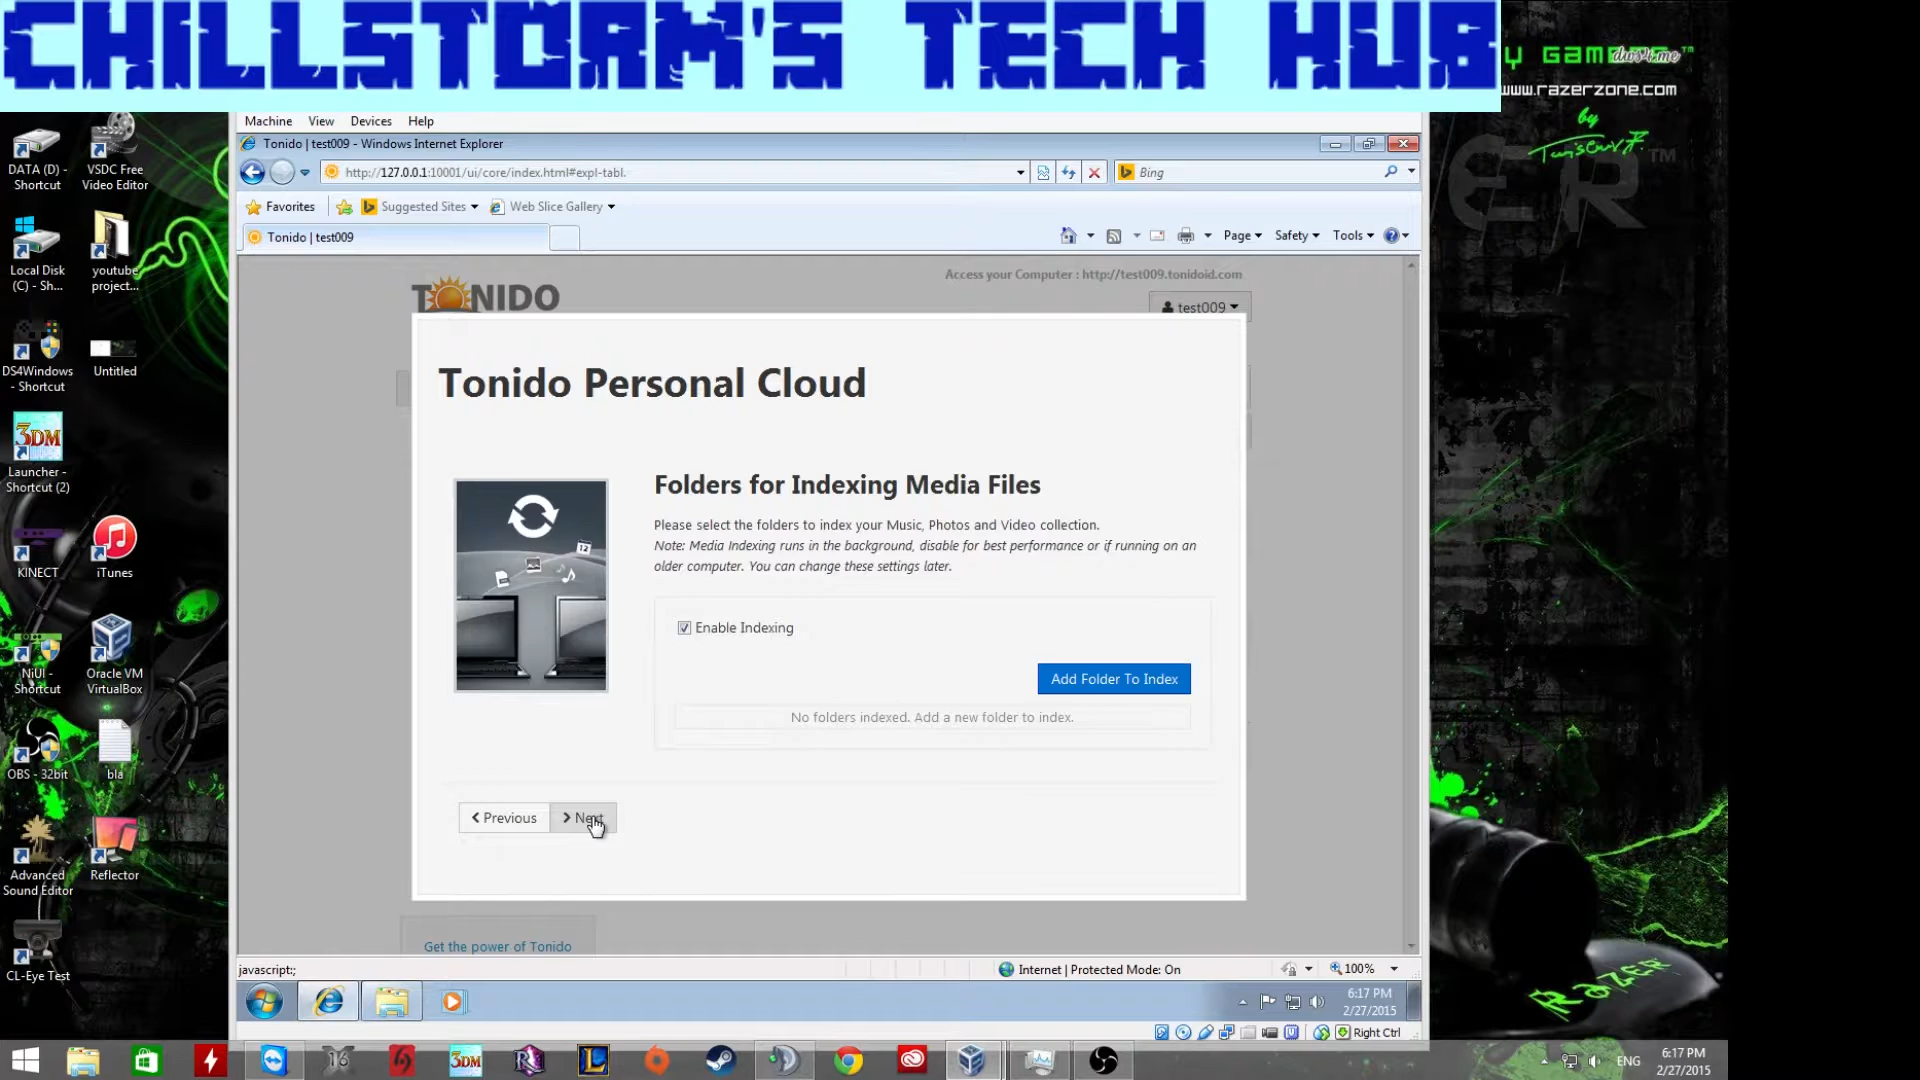 CHILLSTORM'S TECH HUB
Y GAMERS™
www.razerzone.com
by
Machine View Devices Help
Tonido | test009 - Windows Internet Explorer
http://127.0.0.1:10001/ui/core/index.html#expl-tabl.
Bing
Favorites Suggested Sites Web Slice Gallery
Tonido | test009
Page Safety Tools
TONIDO
Access your Computer : http://test009.tonidoid.com
test009
Tonido Personal Cloud
Folders for Indexing Media Files
Please select the folders to index your Music, Photos and Video collection.
Note: Media Indexing runs in the background, disable for best performance or if running on an
older computer. You can change these settings later.
Enable Indexing
Add Folder To Index
No folders indexed. Add a new folder to index.
Previous Next
Get the power of Tonido
javascript:;
Internet | Protected Mode: On
100%
6:17 PM
2/27/2015
Right Ctrl
DATA (D) -
Shortcut
VSDC Free
Video Editor
Local Disk
(C) - Sh...
youtube
project...
DS4Windows
- Shortcut
Untitled
3DM
Launcher -
Shortcut (2)
KINECT
iTunes
NiUI -
Shortcut
Oracle VM
VirtualBox
OBS - 32bit
bla
Advanced
Sound Editor
Reflector
CL-Eye Test
ER™
RAZER
3DM
ENG
6:17 PM
2/27/2015